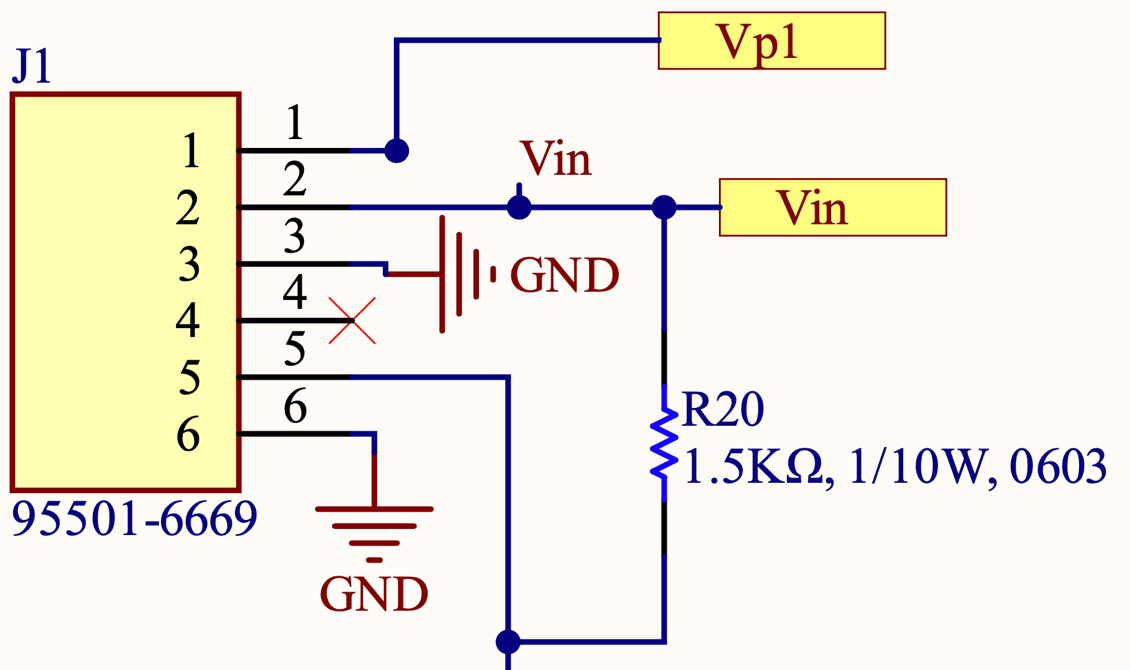 J1
Vp1
1 1
Vin
2 2
Vin
3 3
GND
4 4
5 5
6 6
R20
1.5KΩ, 1/10W, 0603
95501-6669
GND